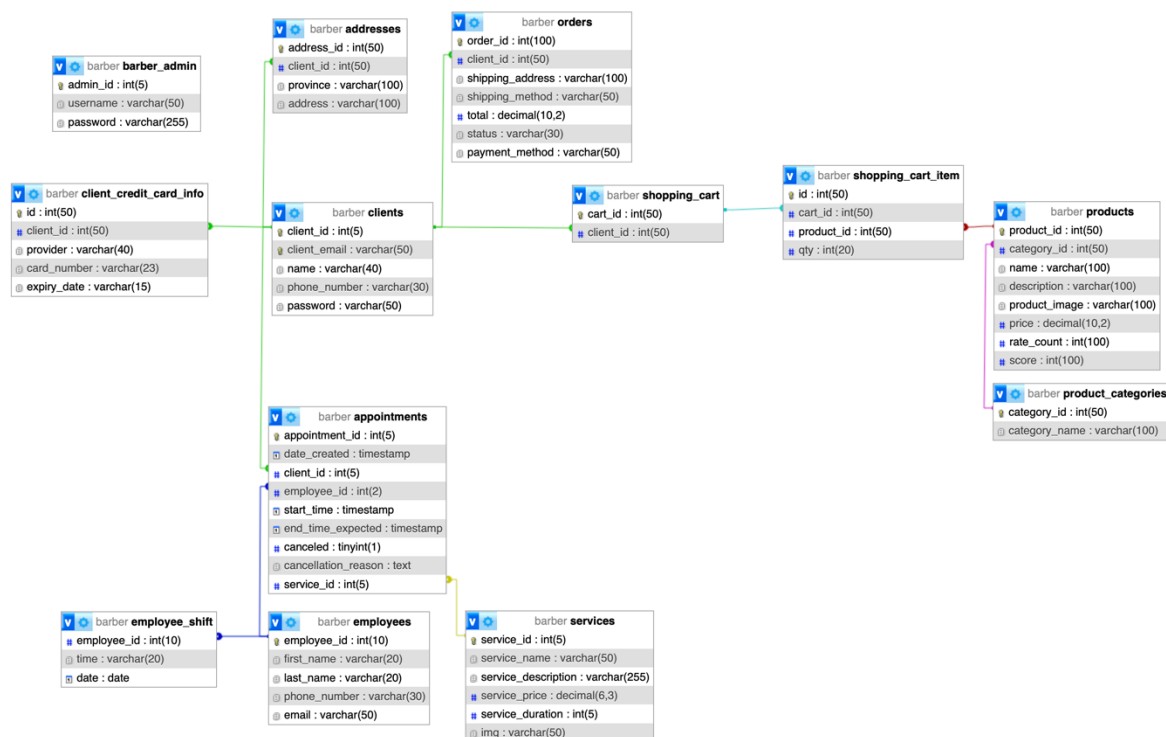 barber barber_admin
admin_id : int(5)
username : varchar(50)
password : varchar(255)
barber addresses
address_id : int(50)
client_id : int(50)
province : varchar(100)
address : varchar(100)
barber orders
order_id : int(100)
client_id : int(50)
shipping_address : varchar(100)
shipping_method : varchar(50)
total : decimal(10,2)
status : varchar(30)
payment_method : varchar(50)
barber client_credit_card_info
id : int(50)
client_id : int(50)
provider : varchar(40)
card_number : varchar(23)
expiry_date : varchar(15)
barber clients
client_id : int(5)
client_email : varchar(50)
name : varchar(40)
phone_number : varchar(30)
password : varchar(50)
barber shopping_cart
cart_id : int(50)
client_id : int(50)
barber shopping_cart_item
id : int(50)
cart_id : int(50)
product_id : int(50)
qty : int(20)
barber products
product_id : int(50)
category_id : int(50)
name : varchar(100)
description : varchar(100)
product_image : varchar(100)
price : decimal(10,2)
rate_count : int(100)
score : int(100)
barber product_categories
category_id : int(50)
category_name : varchar(100)
barber appointments
appointment_id : int(5)
date_created : timestamp
client_id : int(5)
employee_id : int(2)
start_time : timestamp
end_time_expected : timestamp
canceled : tinyint(1)
cancellation_reason : text
service_id : int(5)
barber employee_shift
employee_id : int(10)
time : varchar(20)
date : date
barber employees
employee_id : int(10)
first_name : varchar(20)
last_name : varchar(20)
phone_number : varchar(30)
email : varchar(50)
barber services
service_id : int(5)
service_name : varchar(50)
service_description : varchar(255)
service_price : decimal(6,3)
service_duration : int(5)
img : varchar(50)